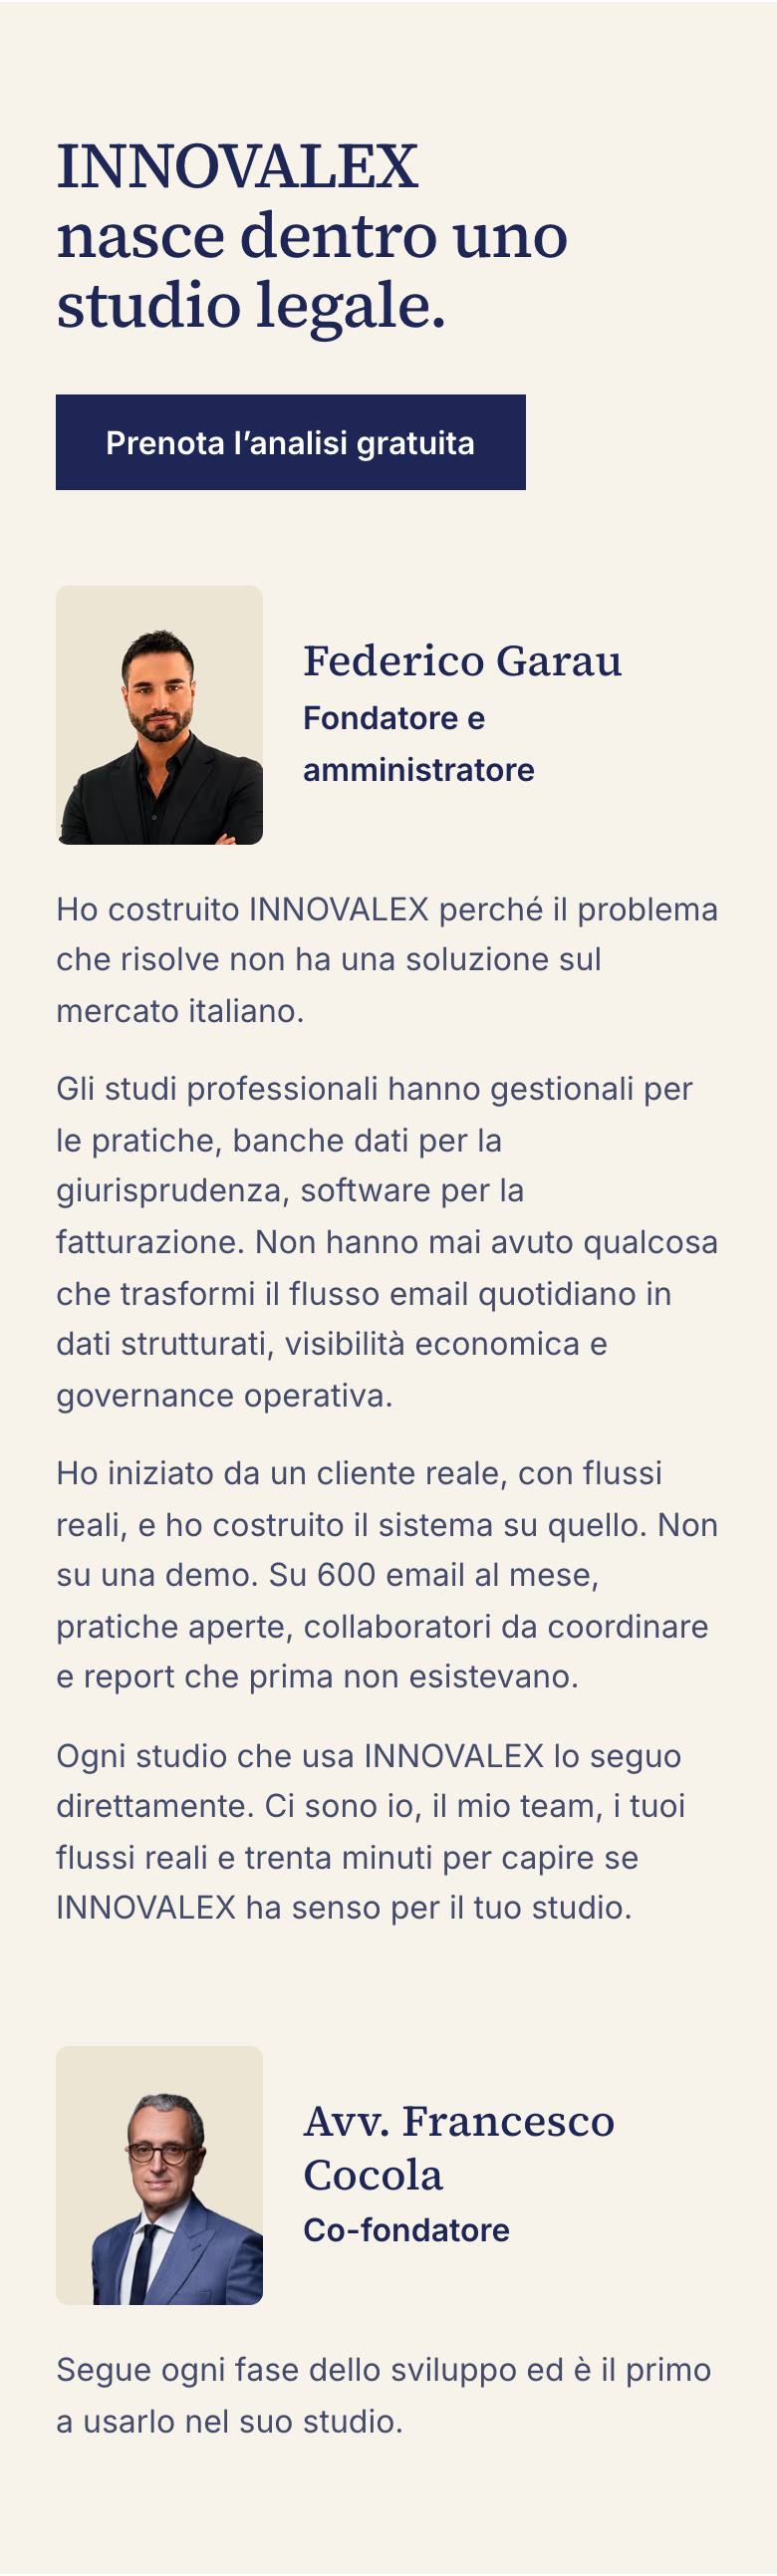 INNOVALEX
nasce dentro uno
studio legale.
Prenota l’analisi gratuita
Federico Garau
Fondatore e
amministratore
Ho costruito INNOVALEX perché il problema
che risolve non ha una soluzione sul
mercato italiano.
Gli studi professionali hanno gestionali per
le pratiche, banche dati per la
giurisprudenza, software per la
fatturazione. Non hanno mai avuto qualcosa
che trasformi il flusso email quotidiano in
dati strutturati, visibilità economica e
governance operativa.
Ho iniziato da un cliente reale, con flussi
reali, e ho costruito il sistema su quello. Non
su una demo. Su 600 email al mese,
pratiche aperte, collaboratori da coordinare
e report che prima non esistevano.
Ogni studio che usa INNOVALEX lo seguo
direttamente. Ci sono io, il mio team, i tuoi
flussi reali e trenta minuti per capire se
INNOVALEX ha senso per il tuo studio.
Avv. Francesco
Cocola
Co-fondatore
Segue ogni fase dello sviluppo ed è il primo
a usarlo nel suo studio.